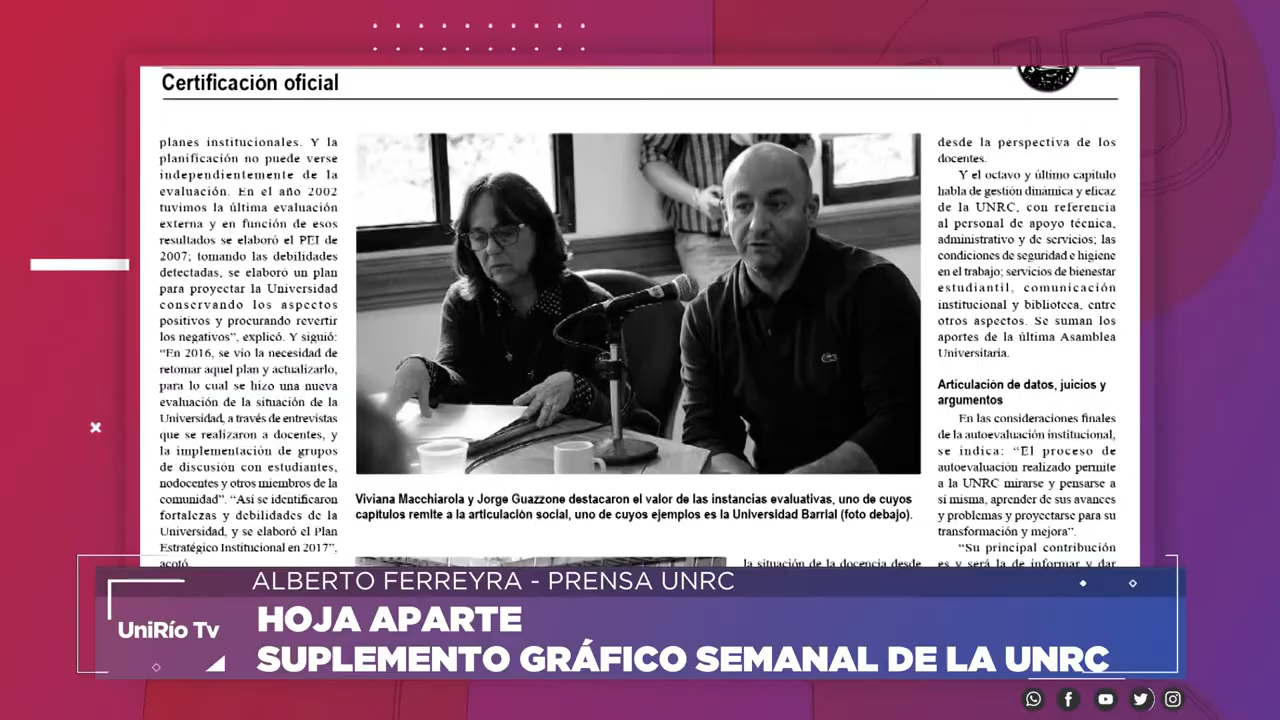 Certificación oficial
planes institucionales. Y la
planificación no puede verse
independientemente de la
evaluación. En el año 2002
tuvimos la última evaluación
externa y en función de esos
resultados se elaboró el PEI de
2007; tomando las debilidades
detectadas, se elaboró un plan
para proyectar la Universidad
conservando los aspectos
positivos y procurando revertir
los negativos”, explicó. Y siguió:
“En 2016, se vio la necesidad de
retomar aquel plan y actualizarlo,
para lo cual se hizo una nueva
evaluación de la situación de la
Universidad, a través de entrevistas
que se realizaron a docentes, y
la implementación de grupos
de discusión con estudiantes,
nodocentes y otros miembros de la
comunidad”. “Así se identificaron
fortalezas y debilidades de la
Universidad, y se elaboró el Plan
Estratégico Institucional en 2017”,
acotó.
Viviana Macchiarola y Jorge Guazzone destacaron el valor de las instancias evaluativas, uno de cuyos
capítulos remite a la articulación social, uno de cuyos ejemplos es la Universidad Barrial (foto debajo).
la situación de la docencia desde
desde la perspectiva de los
docentes.
Y el octavo y último capítulo
habla de gestión dinámica y eficaz
de la UNRC, con referencia
al personal de apoyo técnica,
administrativo y de servicios; las
condiciones de seguridad e higiene
en el trabajo; servicios de bienestar
estudiantil, comunicación
institucional y biblioteca, entre
otros aspectos. Se suman los
aportes de la última Asamblea
Universitaria.
Articulación de datos, juicios y
argumentos
En las consideraciones finales
de la autoevaluación institucional,
se indica: “El proceso de
autoevaluación realizado permite
a la UNRC mirarse y pensarse a
sí misma, aprender de sus avances
y problemas y proyectarse para su
transformación y mejora”.
“Su principal contribución
es y será la de informar y dar
ALBERTO FERREYRA - PRENSA UNRC
UniRío Tv
HOJA APARTE
SUPLEMENTO GRÁFICO SEMANAL DE LA UNRC